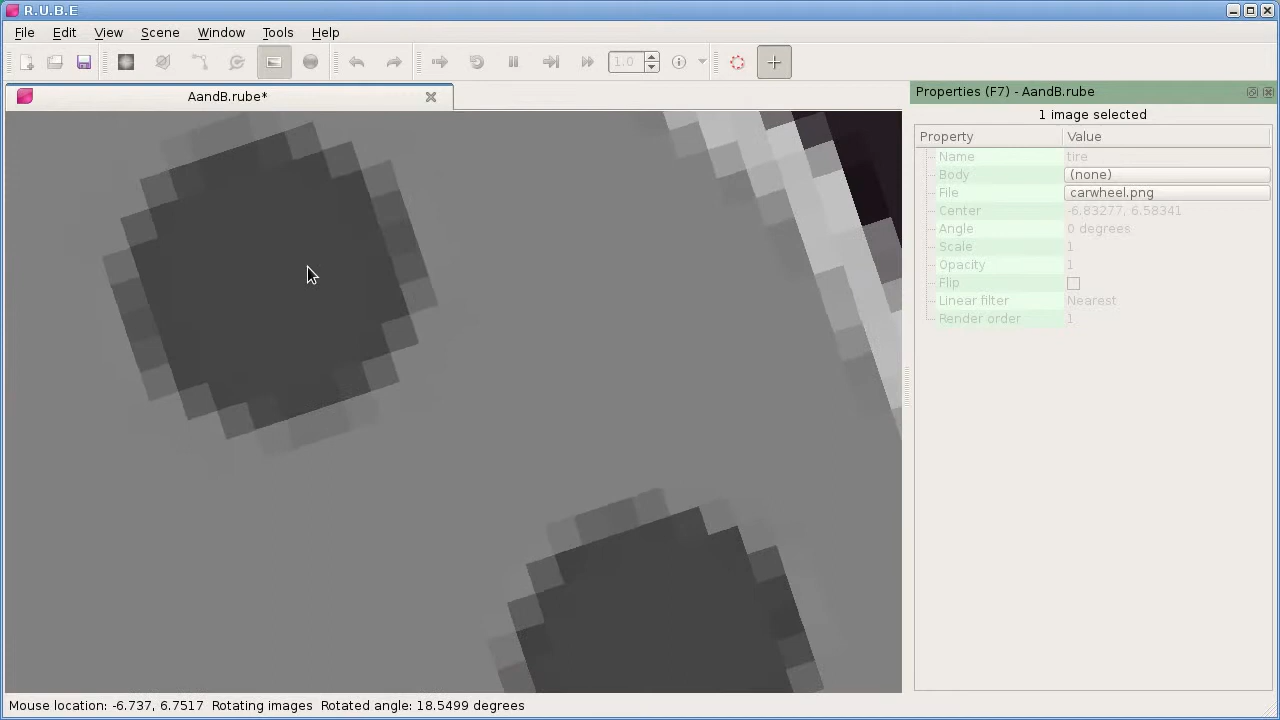 R.U.B.E
File Edit View Scene Window Tools Help
1.0
AandB.rube*
Properties (F7) - AandB.rube
1 image selected
Property Value
Name tire
Body (none)
File carwheel.png
Center -6.83277, 6.58341
Angle 0 degrees
Scale 1
Opacity 1
Flip
Linear filter Nearest
Render order 1
Mouse location: -6.737, 6.7517 Rotating images Rotated angle: 18.5499 degrees